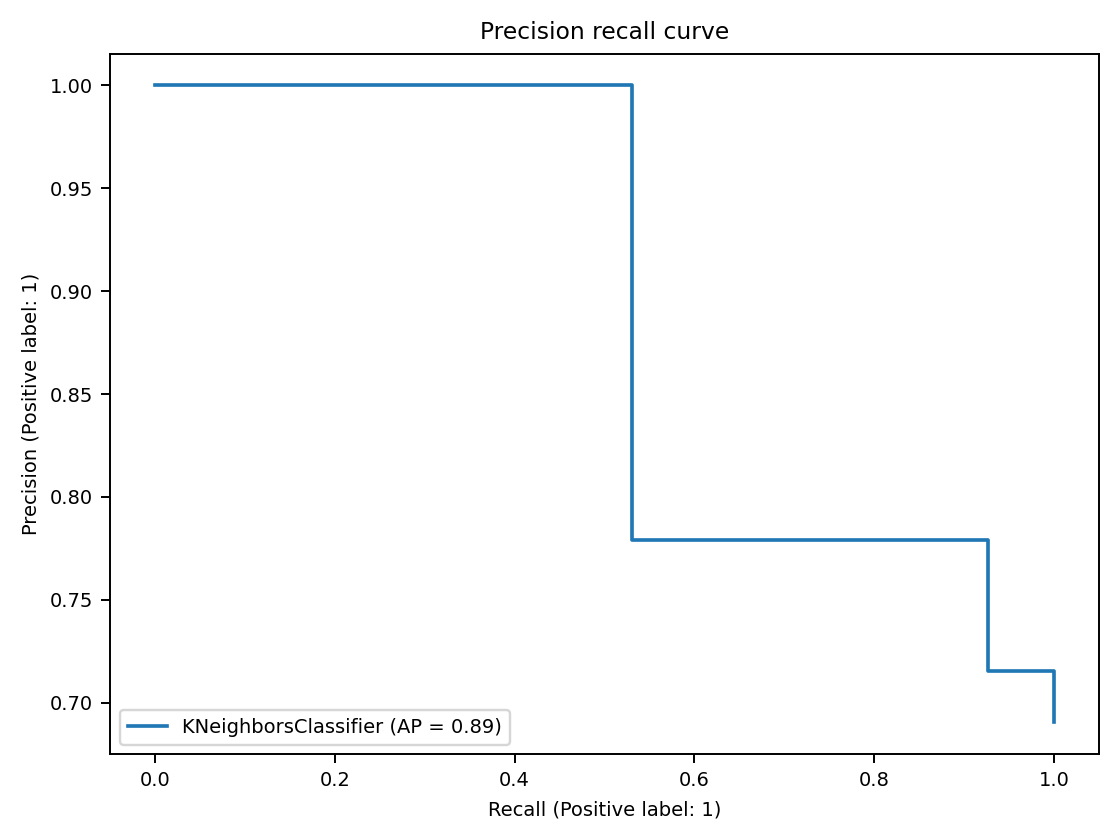 Precision recall curve
1.00
0.95
0.90
0.85
0.80
0.75
0.70
Precision (Positive label: 1)
KNeighborsClassifier (AP = 0.89)
0.0 0.2 0.4 0.6 0.8 1.0
Recall (Positive label: 1)